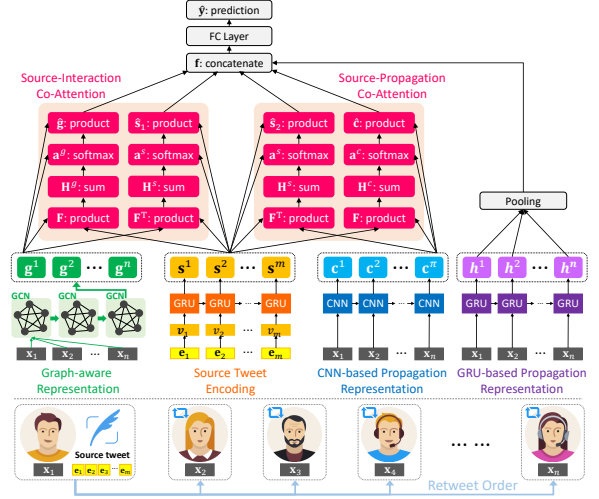 ŷ: prediction
FC Layer
f: concatenate
Source-Interaction
Co-Attention
Source-Propagation
Co-Attention
ĝ: product ŝ₁: product ŝ₂: product ĉ: product
aᵍ: softmax aˢ: softmax aˢ: softmax aᶜ: softmax
Hᵍ: sum Hˢ: sum Hˢ: sum Hᶜ: sum
F: product Fᵀ: product Fᵀ: product F: product
Pooling
g¹ g² ··· gⁿ s¹ s² ··· sᵐ c¹ c² ··· cⁿ h¹ h² ··· hⁿ
GCN GCN GCN
GRU GRU ··· GRU CNN CNN ··· CNN GRU GRU ··· GRU
v₁ v₂ ··· vₘ
x₁ x₂ ... xₙ e₁ e₂ ... eₘ x₁ x₂ ... xₙ x₁ x₂ ... xₙ
Graph-aware
Representation
Source Tweet
Encoding
CNN-based Propagation
Representation
GRU-based Propagation
Representation
Source tweet
x₁ e₁ e₂ e₃ ··· eₘ x₂ x₃ x₄ ··· ··· xₙ
Retweet Order